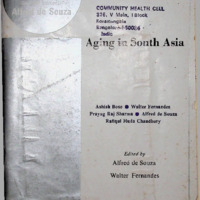 Alfred de Souza
COMMUNITY HEALTH CELL
326, V Main, I Block
Koramangala
Bangalore - 560034
India
Aging in South Asia
Ashish Bose ● Walter Fernandes
Prayag Raj Sharma ● Alfred de Souza
Rafiqul Huda Chaudhury
Edited by
Alfred de Souza
Walter Fernandes